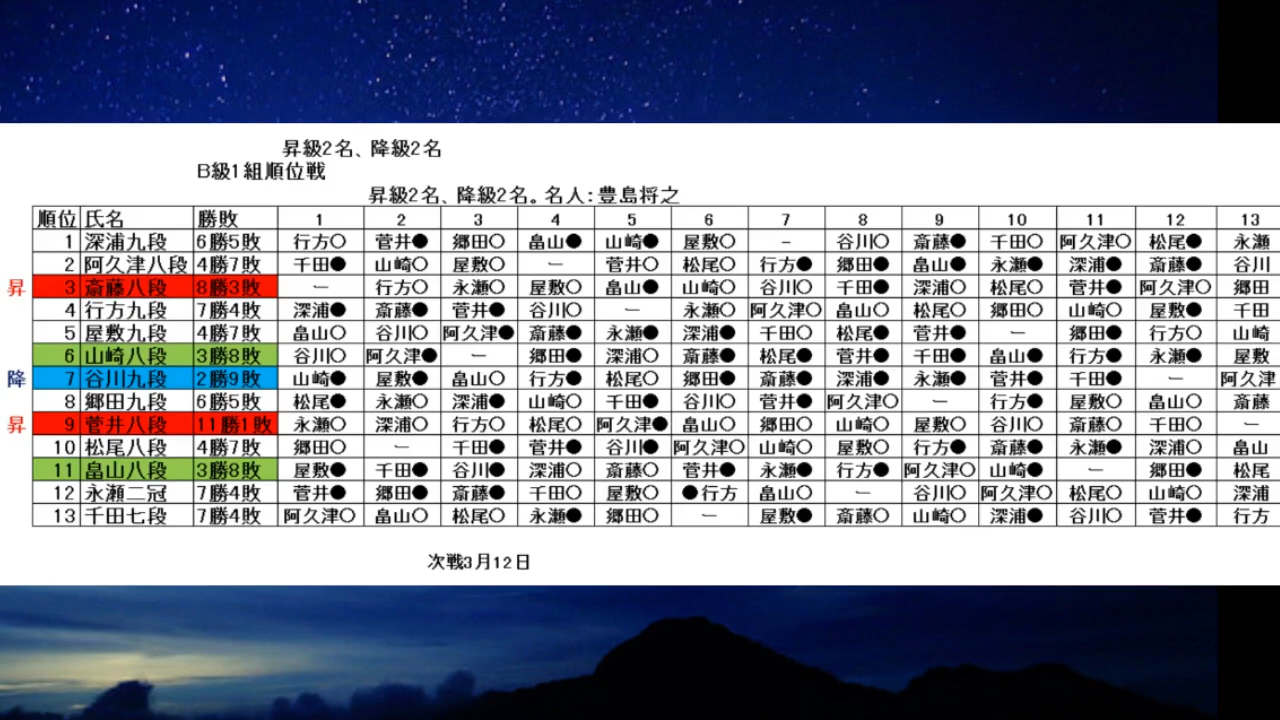 昇級2名、降級2名
B級1組順位戦
昇級2名、降級2名。名人:豊島将之
順位 氏名 勝敗 1 2 3 4 5 6 7 8 9 10 11 12 13
1 深浦九段 6勝5敗 行方○ 菅井● 郷田○ 畠山● 山崎● 屋敷○ - 谷川○ 斎藤● 千田○ 阿久津○ 松尾● 永瀬
2 阿久津八段 4勝7敗 千田● 山崎○ 屋敷○ ー 菅井○ 松尾○ 行方● 郷田● 畠山● 永瀬● 深浦● 斎藤● 谷川
昇 3 斎藤八段 8勝3敗 ー 行方○ 永瀬○ 屋敷○ 畠山● 山崎○ 谷川○ 千田● 深浦○ 松尾○ 菅井● 阿久津○ 郷田
4 行方九段 7勝4敗 深浦● 斎藤● 菅井● 谷川○ ー 永瀬○ 阿久津○ 畠山○ 松尾○ 郷田○ 山崎○ 屋敷● 千田
5 屋敷九段 4勝7敗 畠山○ 谷川○ 阿久津● 斎藤● 永瀬● 深浦● 千田○ 松尾● 菅井● ー 郷田● 行方○ 山崎
6 山崎八段 3勝8敗 谷川○ 阿久津● ー 郷田● 深浦○ 斎藤● 松尾● 菅井● 千田● 畠山○ 行方● 永瀬● 屋敷
降 7 谷川九段 2勝9敗 山崎● 屋敷● 畠山○ 行方● 松尾○ 郷田● 斎藤● 深浦● 永瀬● 菅井● 千田● ー 阿久津
8 郷田九段 6勝5敗 松尾● 永瀬○ 深浦● 山崎○ 千田● 谷川○ 菅井● 阿久津○ ー 行方● 屋敷○ 畠山○ 斎藤
昇 9 菅井八段 11勝1敗 永瀬○ 深浦○ 行方○ 松尾○ 阿久津● 畠山○ 郷田○ 山崎○ 屋敷○ 谷川○ 斎藤○ 千田○ ー
10 松尾八段 4勝7敗 郷田○ ー 千田● 菅井● 谷川● 阿久津○ 山崎○ 屋敷○ 行方● 斎藤● 永瀬● 深浦○ 畠山
11 畠山八段 3勝8敗 屋敷● 千田● 谷川● 深浦○ 斎藤○ 菅井● 永瀬● 行方● 阿久津○ 山崎● ー 郷田● 松尾
12 永瀬二冠 7勝4敗 菅井● 郷田● 斎藤● 千田○ 屋敷○ ●行方 畠山○ ー 谷川○ 阿久津○ 松尾○ 山崎○ 深浦
13 千田七段 7勝4敗 阿久津○ 畠山○ 松尾○ 永瀬● 郷田○ ー 屋敷● 斎藤○ 山崎○ 深浦● 谷川○ 菅井● 行方
次戦3月12日